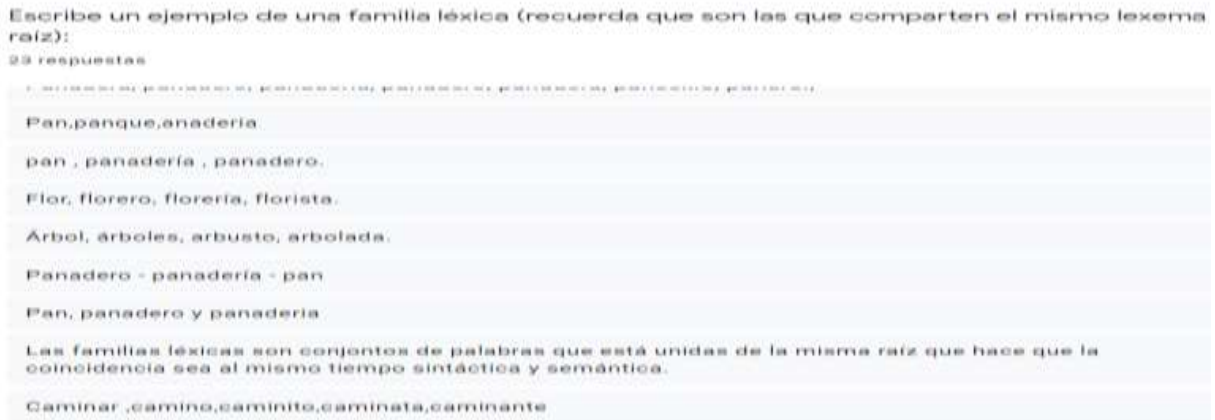 Escribe un ejemplo de una familia léxica (recuerda que son las que comparten el mismo lexema
raíz):
23 respuestas
Pan,panque,anadería
pan , panadería , panadero.
Flor, florero, florería, florista.
Árbol, árboles, arbusto, arbolada.
Panadero - panadería - pan
Pan, panadero y panaderia
Las familias léxicas son conjontos de palabras que está unidas de la misma raíz que hace que la
coincidencia sea al mismo tiempo sintáctica y semántica.
Caminar ,camino,caminito,caminata,caminante